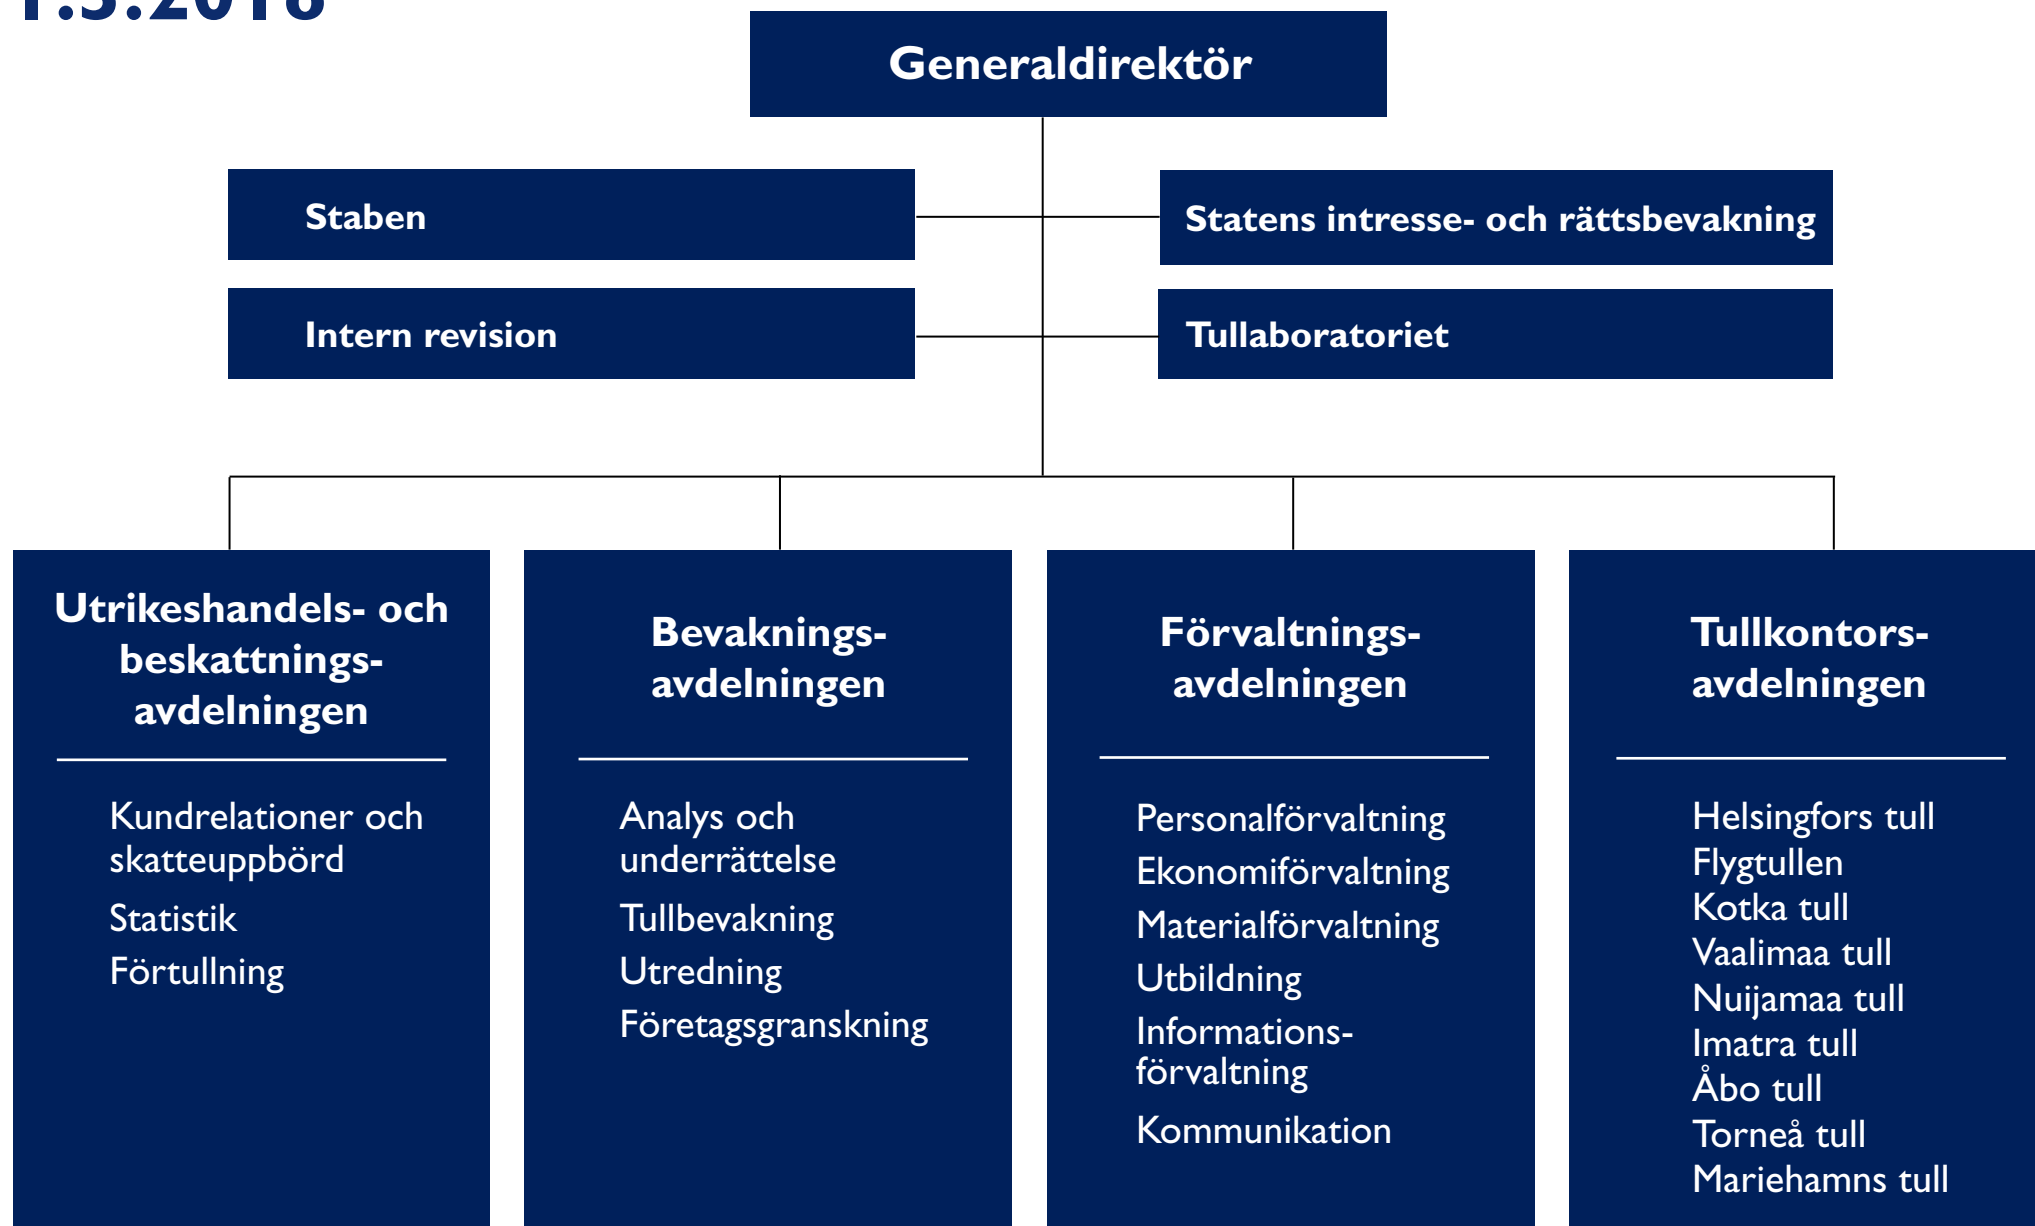 Generaldirektör
Staben
Statens intresse- och rättsbevakning
Intern revision
Tullaboratoriet
Utrikeshandels- och
beskattnings-
avdelningen
Kundrelationer och
skatteuppbörd
Statistik
Förtullning
Bevaknings-
avdelningen
Analys och
underrättelse
Tullbevakning
Utredning
Företagsgranskning
Förvaltnings-
avdelningen
Personalförvaltning
Ekonomiförvaltning
Materialförvaltning
Utbildning
Informations-
förvaltning
Kommunikation
Tullkontors-
avdelningen
Helsingfors tull
Flygtullen
Kotka tull
Vaalimaa tull
Nuijamaa tull
Imatra tull
Åbo tull
Torneå tull
Mariehamns tull